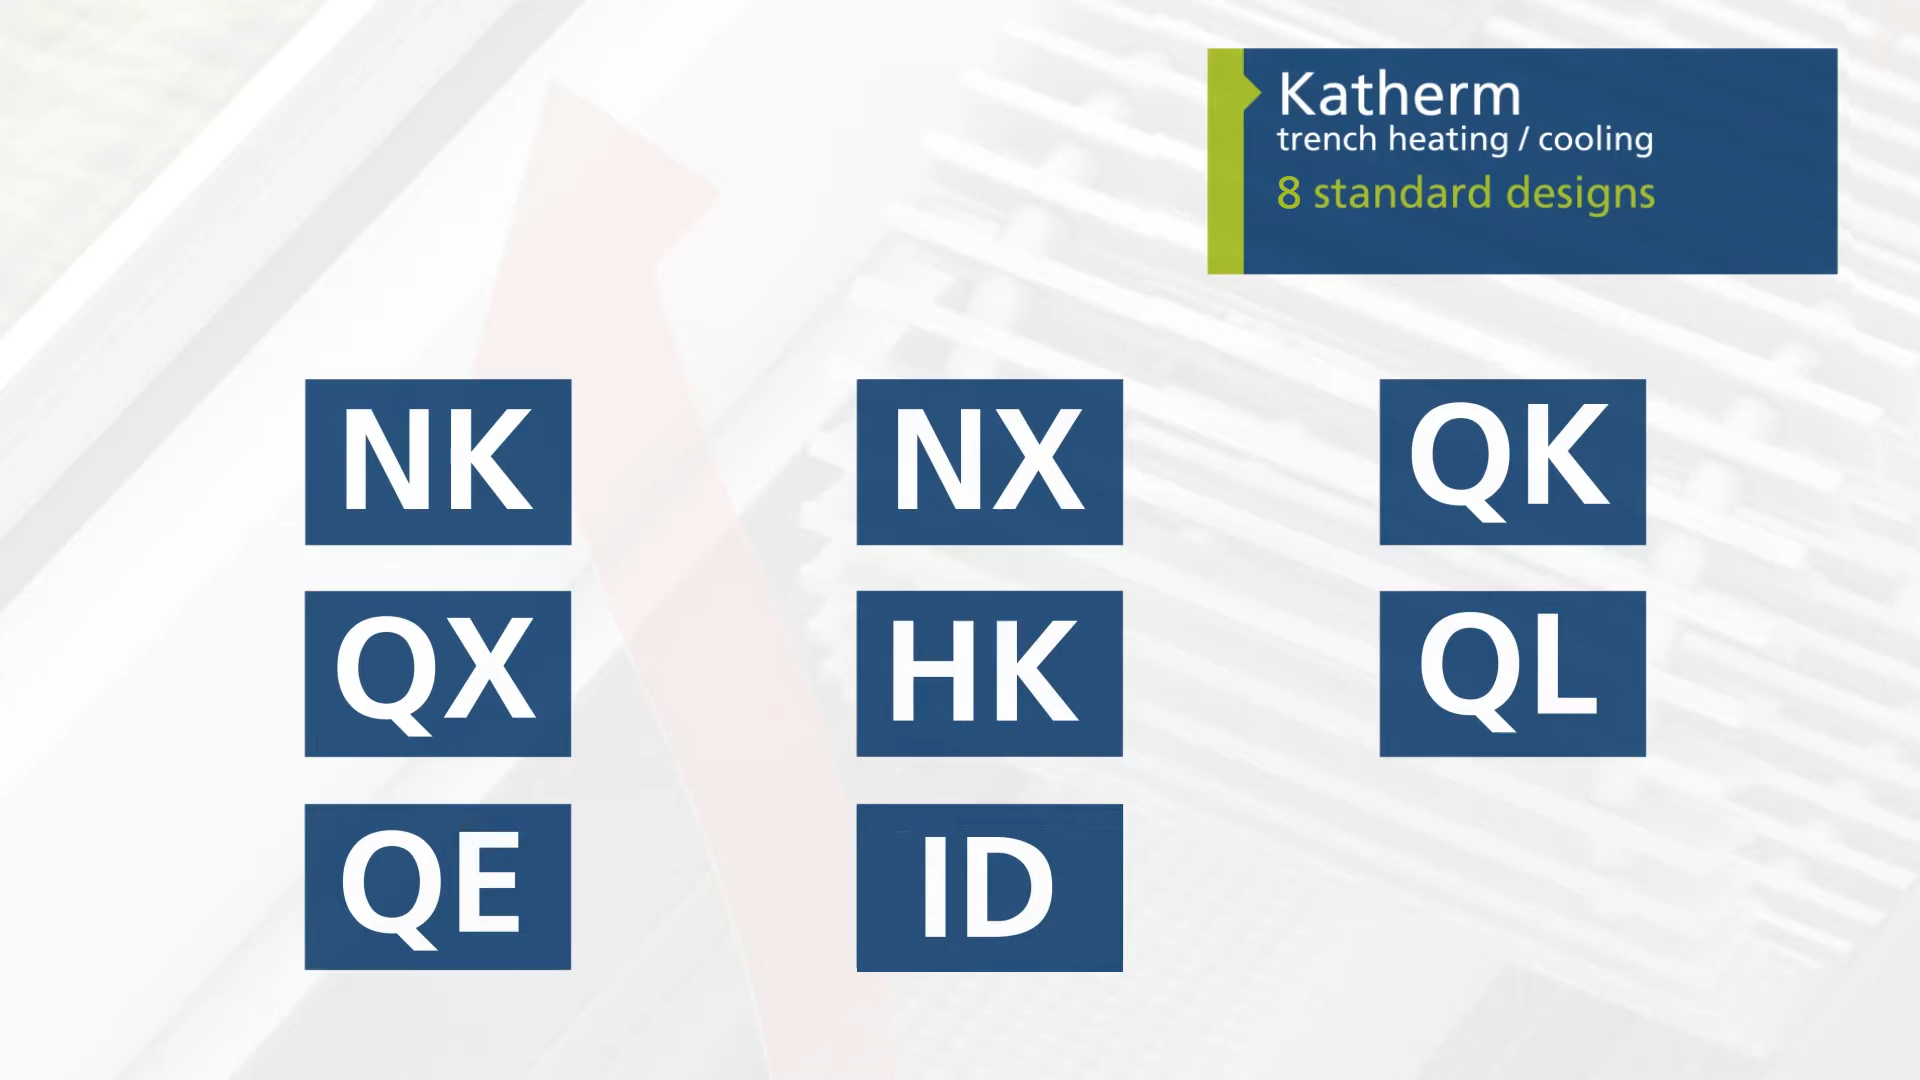 Katherm
trench heating / cooling
8 standard designs
NK
NX
QK
QX
HK
QL
QE
ID